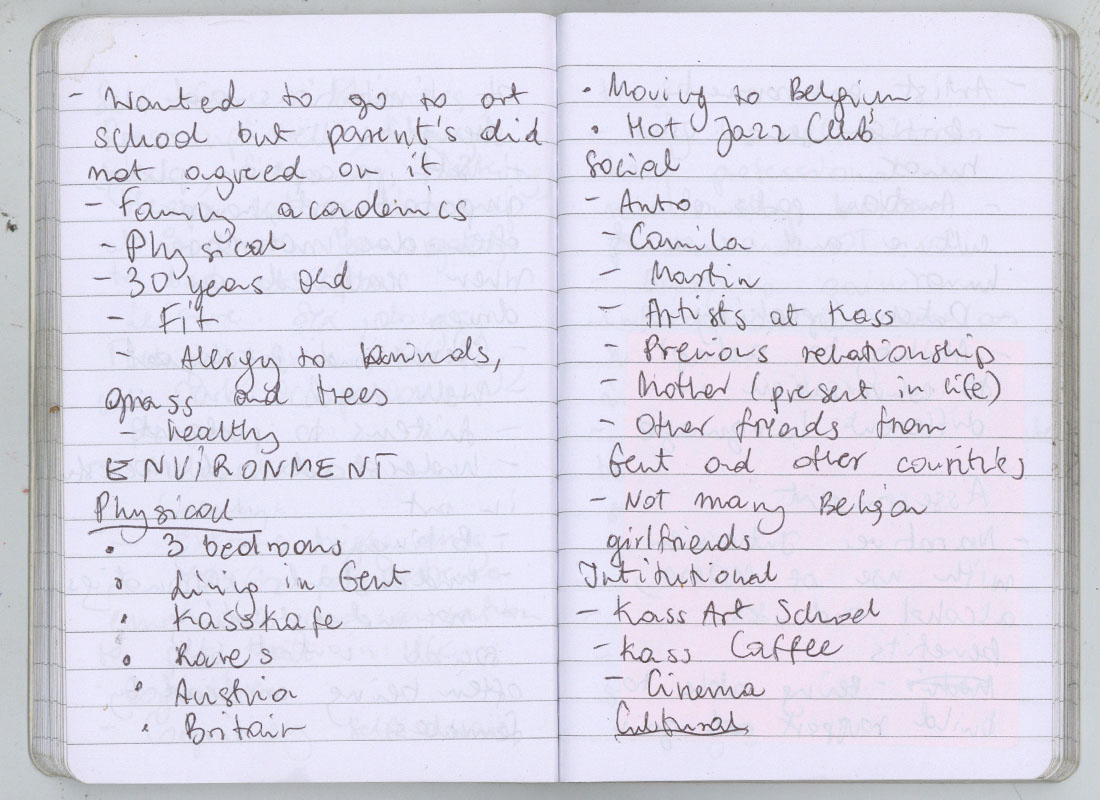 - Wanted to go to art
school but parent's did
not agreed on it
- Family academics
- Physical
- 30 years old
- Fit
- Alergy to animals,
grass and trees
- healthy
ENVIRONMENT
Physical
• 3 bedrooms
• Living in Gent
• Kasskafe
• Rave's
• Austria
• Britain
• Moving to Belgium
• Hot Jazz Club's
Social
- Anto
- Camila
- Martin
- Artists at Kass
- Previous relationship
- Mother (present in life)
- Other friends from
Gent and other countries
- Not many Belgian
girlfriends
Intitutional
- Kass Art School
- Kass Caffee
- Cinema
Cultural